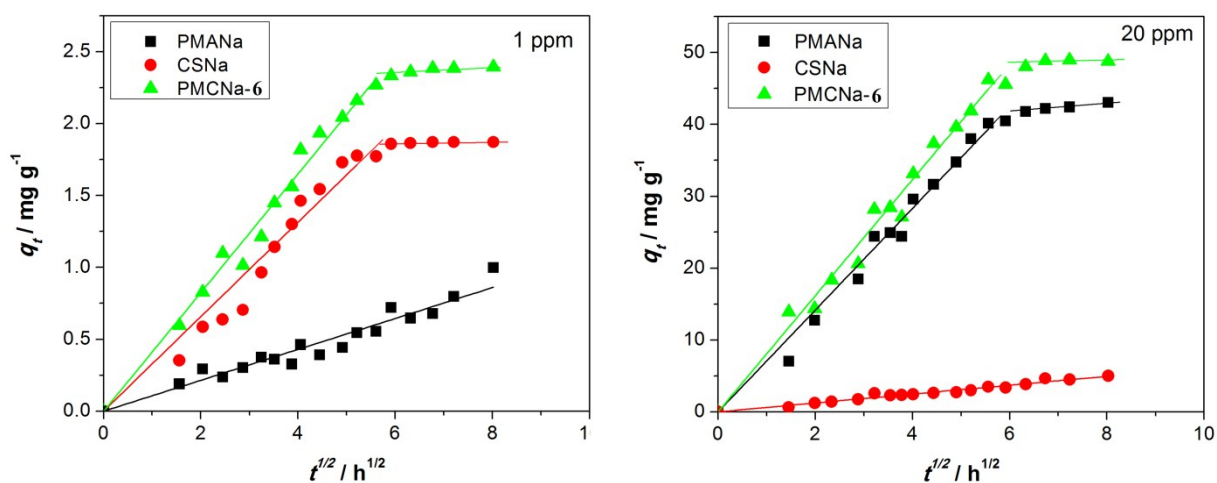 PMANa
CSNa
PMCNa-6
1 ppm
2.5
2.0
1.5
1.0
0.5
0.0
q_t / mg g⁻¹
0
2
4
6
8
10
t^{1/2} / h^{1/2}
PMANa
CSNa
PMCNa-6
20 ppm
50
40
30
20
10
0
q_t / mg g⁻¹
0
2
4
6
8
10
t^{1/2} / h^{1/2}